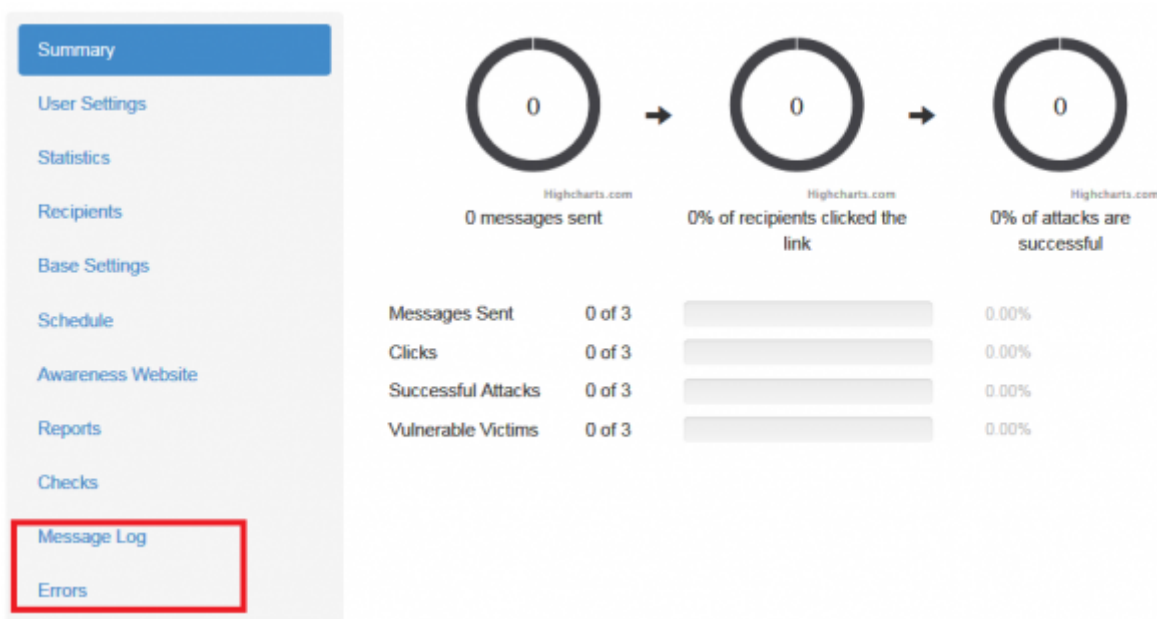 Summary
User Settings
Statistics
Recipients
Base Settings
Schedule
Awareness Website
Reports
Checks
Message Log
Errors
0
0
0
Highcharts.com
Highcharts.com
Highcharts.com
0 messages sent
0% of recipients clicked the
link
0% of attacks are
successful
Messages Sent 0 of 3 0.00%
Clicks 0 of 3 0.00%
Successful Attacks 0 of 3 0.00%
Vulnerable Victims 0 of 3 0.00%